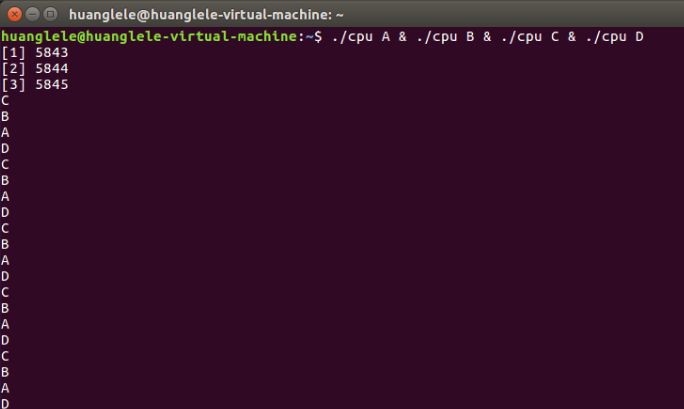 huanglele@huanglele-virtual-machine: ~
huanglele@huanglele-virtual-machine:~$ ./cpu A & ./cpu B & ./cpu C & ./cpu D
[1] 5843
[2] 5844
[3] 5845
C
B
A
D
C
B
A
D
C
B
A
D
C
B
A
D
C
B
A
D